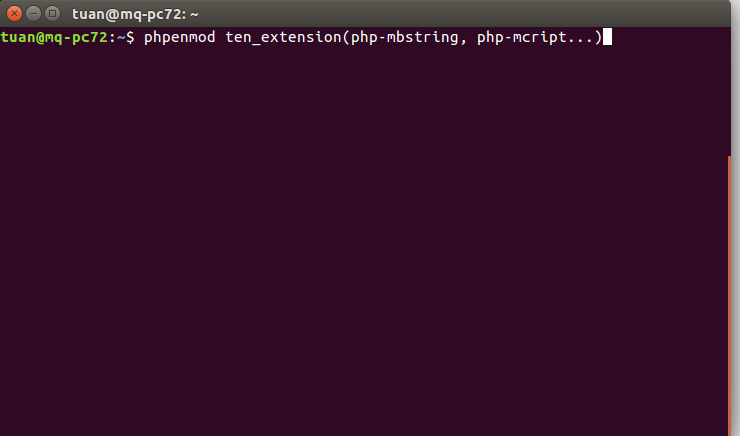 tuan@mq-pc72: ~
tuan@mq-pc72:~$ phpenmod ten_extension(php-mbstring, php-mcript...)